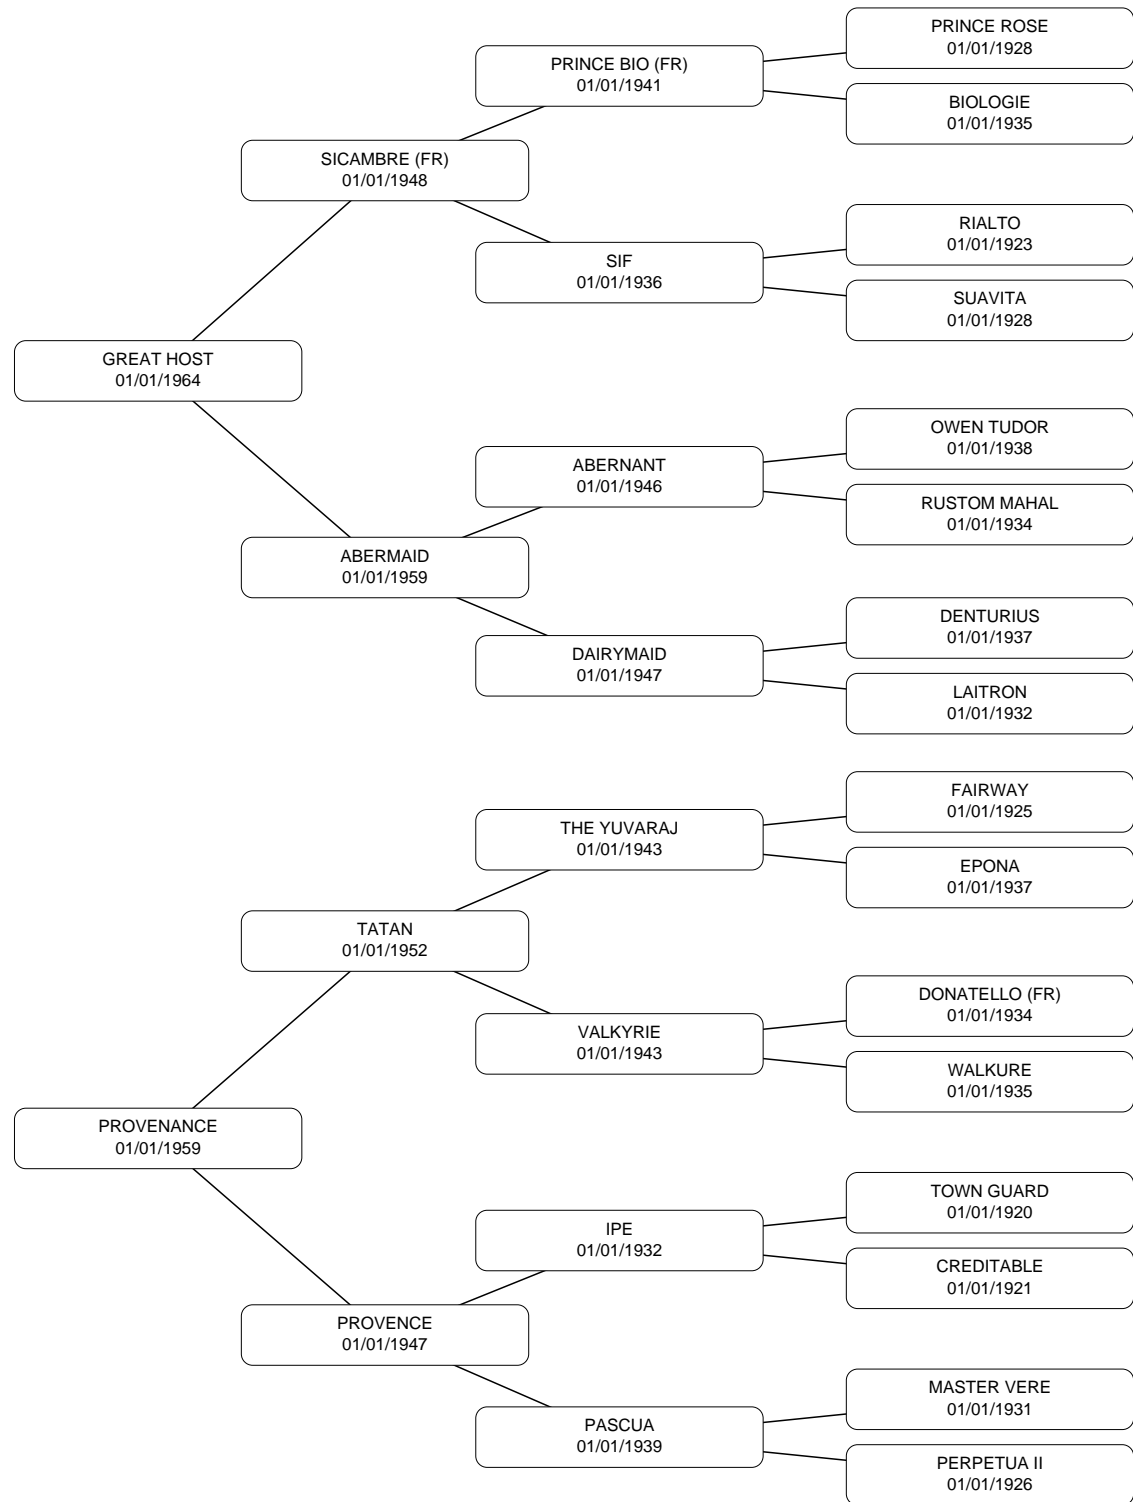 PRINCE ROSE
01/01/1928
PRINCE BIO (FR)
01/01/1941
BIOLOGIE
01/01/1935
SICAMBRE (FR)
01/01/1948
RIALTO
01/01/1923
SIF
01/01/1936
SUAVITA
01/01/1928
GREAT HOST
01/01/1964
OWEN TUDOR
01/01/1938
ABERNANT
01/01/1946
RUSTOM MAHAL
01/01/1934
ABERMAID
01/01/1959
DENTURIUS
01/01/1937
DAIRYMAID
01/01/1947
LAITRON
01/01/1932
FAIRWAY
01/01/1925
THE YUVARAJ
01/01/1943
EPONA
01/01/1937
TATAN
01/01/1952
DONATELLO (FR)
01/01/1934
VALKYRIE
01/01/1943
WALKURE
01/01/1935
PROVENANCE
01/01/1959
TOWN GUARD
01/01/1920
IPE
01/01/1932
CREDITABLE
01/01/1921
PROVENCE
01/01/1947
MASTER VERE
01/01/1931
PASCUA
01/01/1939
PERPETUA II
01/01/1926